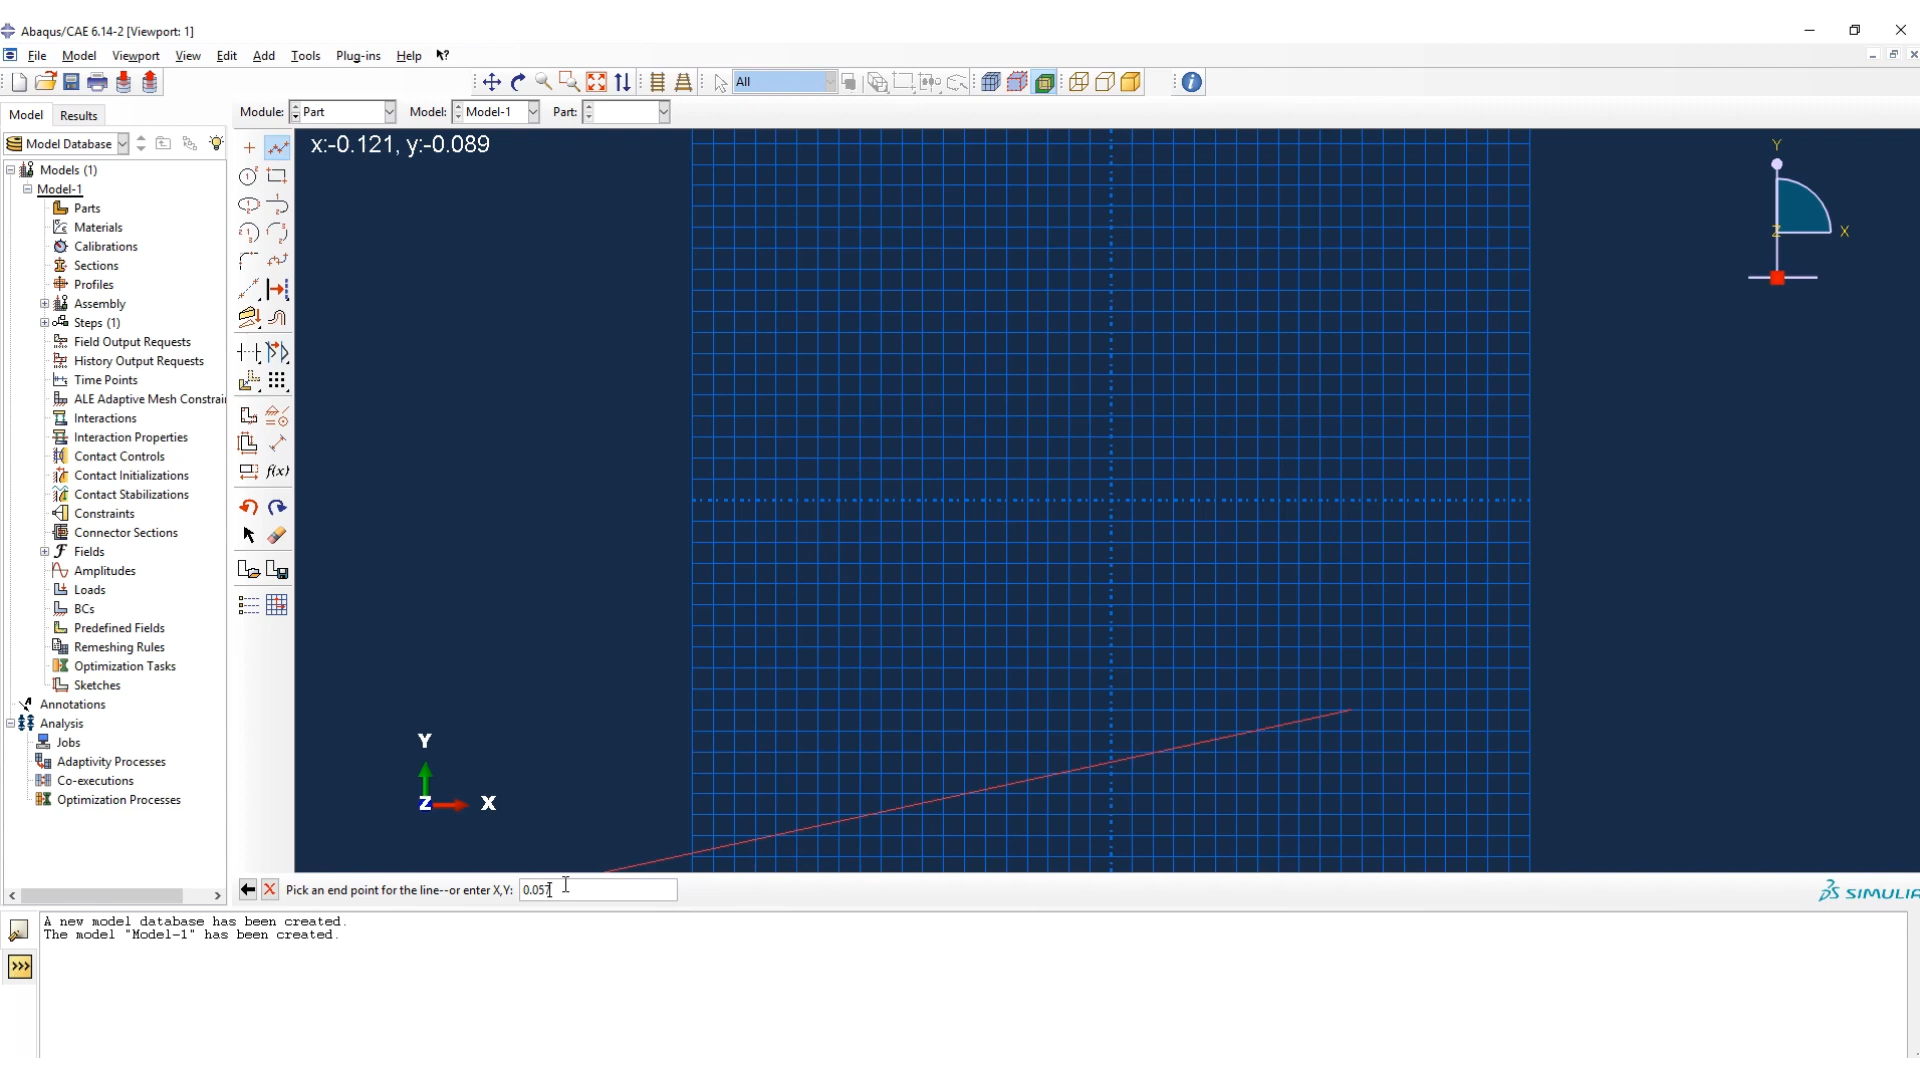 Abaqus/CAE 6.14-2 [Viewport: 1]
File Model Viewport View Edit Add Tools Plug-ins Help
All
Model Results
Module: Part Model: Model-1 Part:
Model Database
x:-0.121, y:-0.089
Models (1)
Model-1
Parts
Materials
Calibrations
Sections
Profiles
Assembly
Steps (1)
Field Output Requests
History Output Requests
Time Points
ALE Adaptive Mesh Constrai
Interactions
Interaction Properties
Contact Controls
Contact Initializations
Contact Stabilizations
Constraints
Connector Sections
Fields
Amplitudes
Loads
BCs
Predefined Fields
Remeshing Rules
Optimization Tasks
Sketches
Annotations
Analysis
Jobs
Adaptivity Processes
Co-executions
Optimization Processes
f(x)
Y
Z X
Y
Z X
Pick an end point for the line--or enter X,Y: 0.057
SIMULIA
A new model database has been created.
The model "Model-1" has been created.
>>>